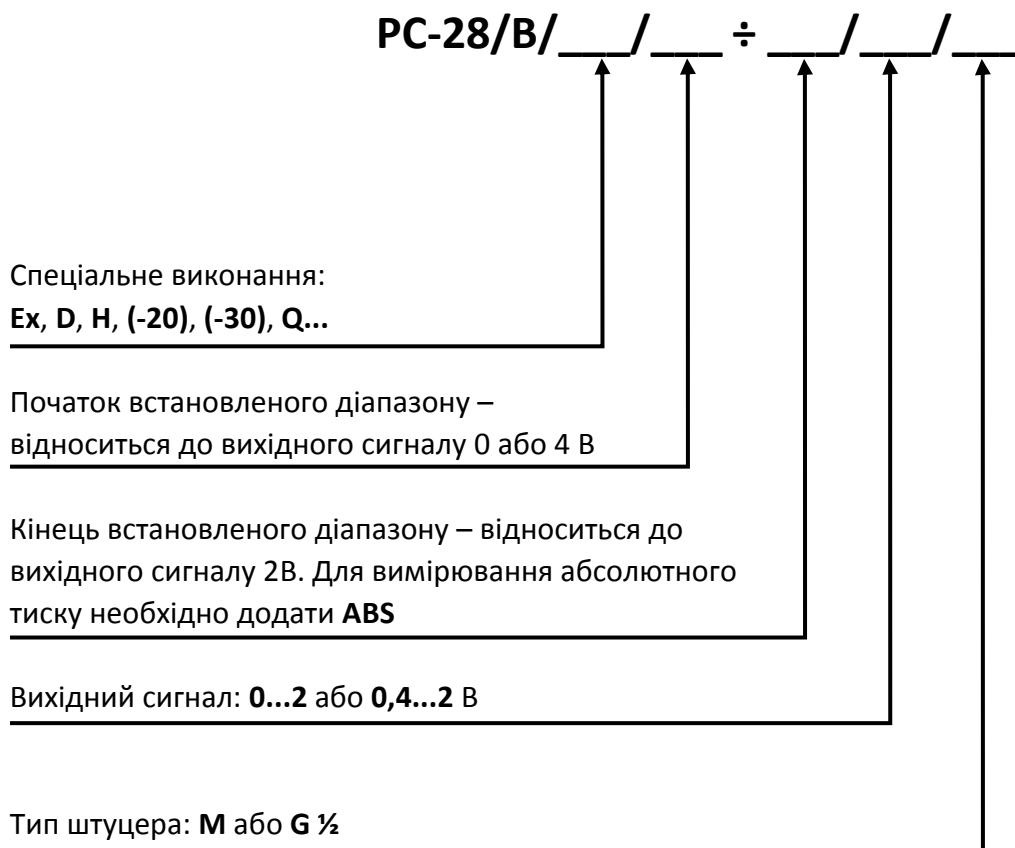 PC-28/B/___/___ ÷ ___/___/___
Спеціальне виконання:
Ex, D, H, (-20), (-30), Q...
Початок встановленого діапазону –
відноситься до вихідного сигналу 0 або 4 В
Кінець встановленого діапазону – відноситься до
вихідного сигналу 2В. Для вимірювання абсолютного
тиску необхідно додати ABS
Вихідний сигнал: 0...2 або 0,4...2 В
Тип штуцера: M або G ½